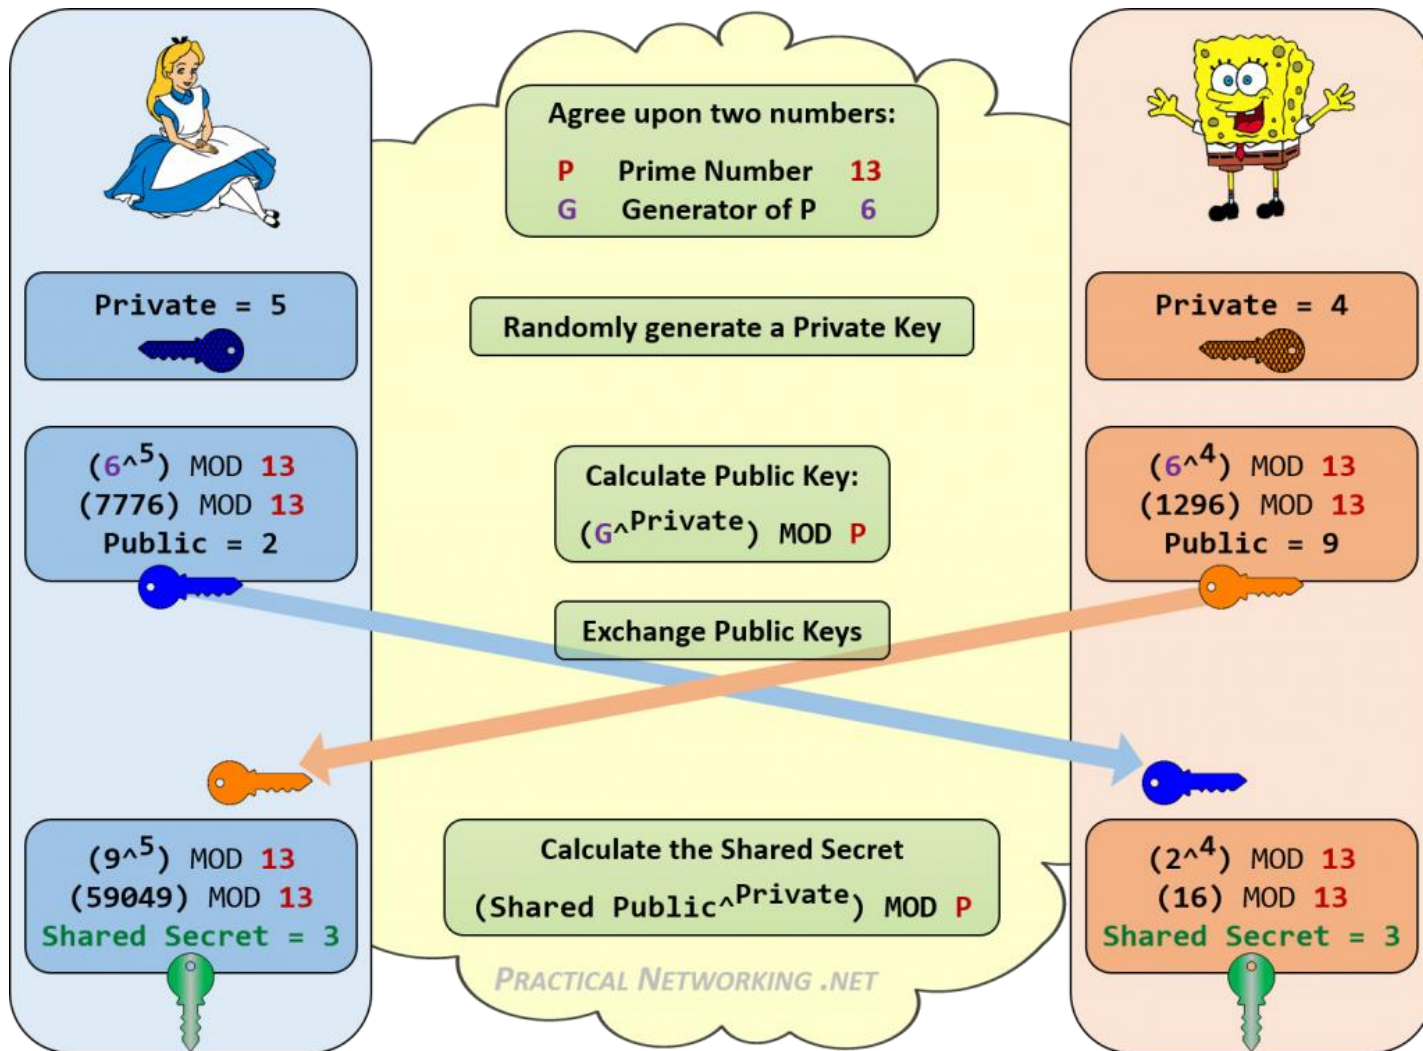 Agree upon two numbers:
P Prime Number 13
G Generator of P 6
Private = 5
Randomly generate a Private Key
Private = 4
(6^5) MOD 13
(7776) MOD 13
Public = 2
Calculate Public Key:
(G^Private) MOD P
(6^4) MOD 13
(1296) MOD 13
Public = 9
Exchange Public Keys
(9^5) MOD 13
(59049) MOD 13
Shared Secret = 3
Calculate the Shared Secret
(Shared Public^Private) MOD P
(2^4) MOD 13
(16) MOD 13
Shared Secret = 3
PRACTICAL NETWORKING .NET